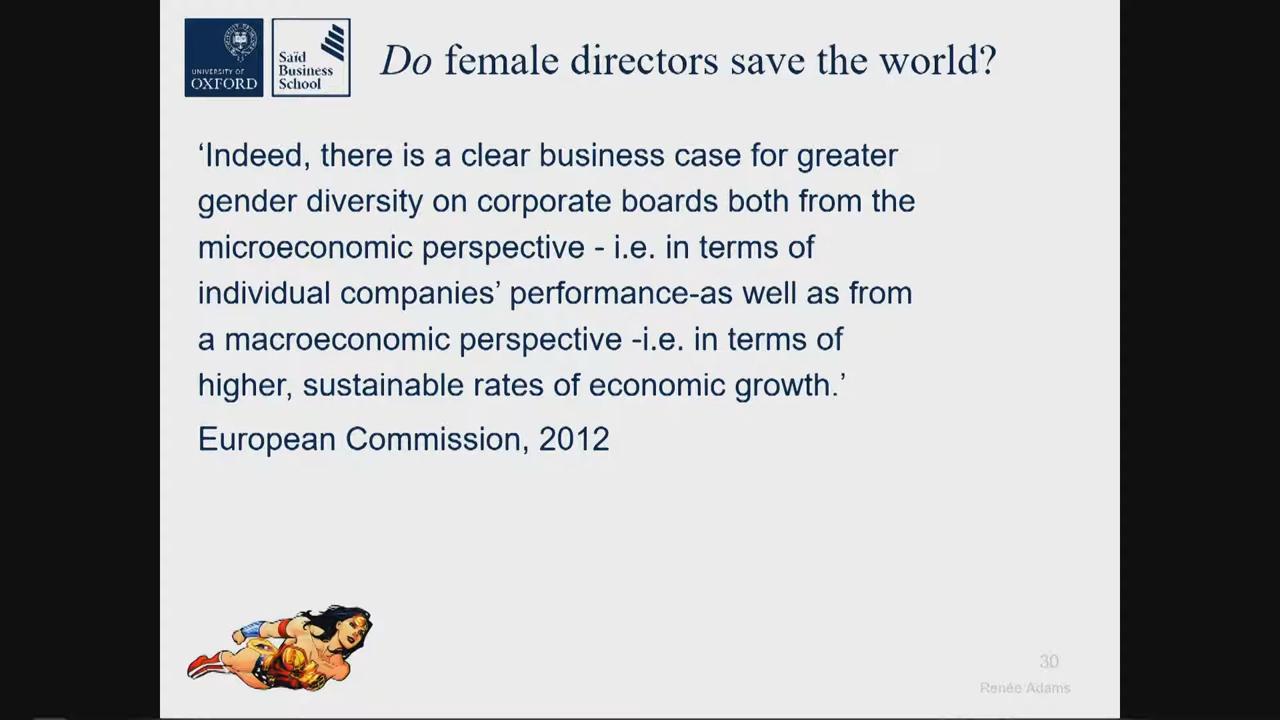 UNIVERSITY OF
OXFORD
Saïd
Business
School
Do female directors save the world?
‘Indeed, there is a clear business case for greater
gender diversity on corporate boards both from the
microeconomic perspective - i.e. in terms of
individual companies’ performance-as well as from
a macroeconomic perspective -i.e. in terms of
higher, sustainable rates of economic growth.’
European Commission, 2012
30
Renée Adams